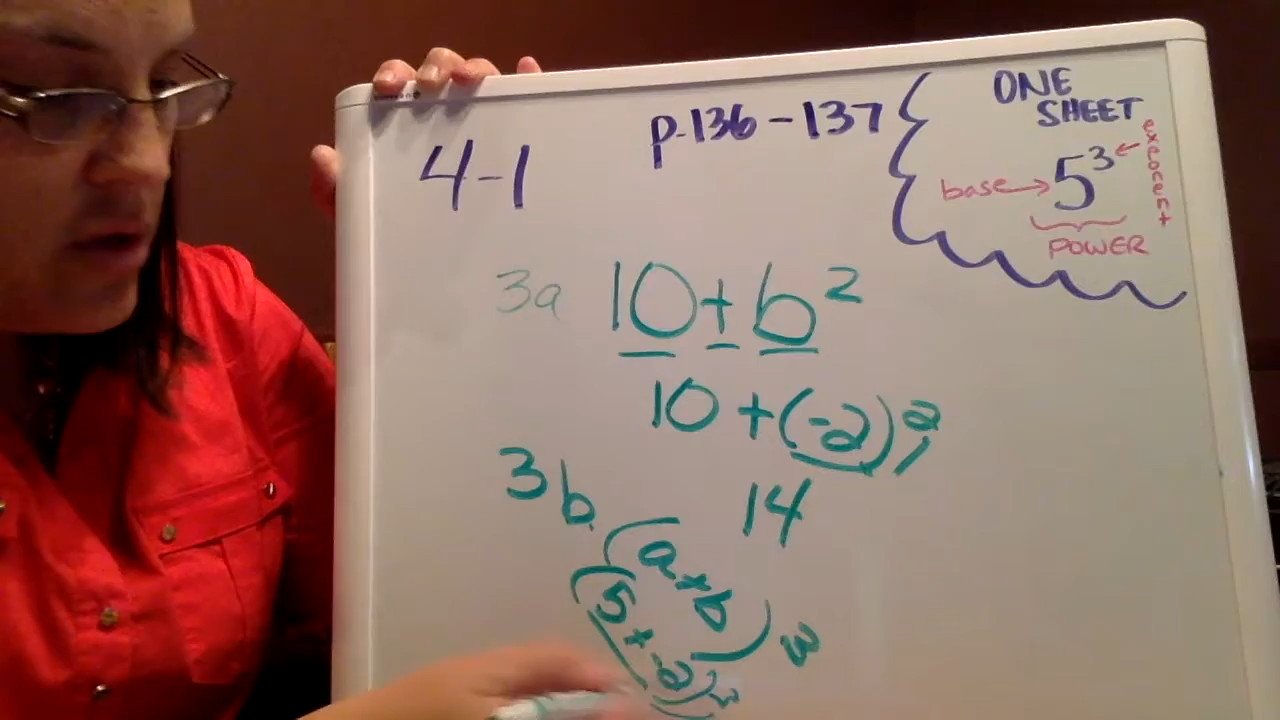 4-1
p.136-137
ONE
SHEET
base → 5³ ← exponent
POWER
3a 10 + b²
10 + (-2)²
14
3b
(a+b)³
(5+-2)³